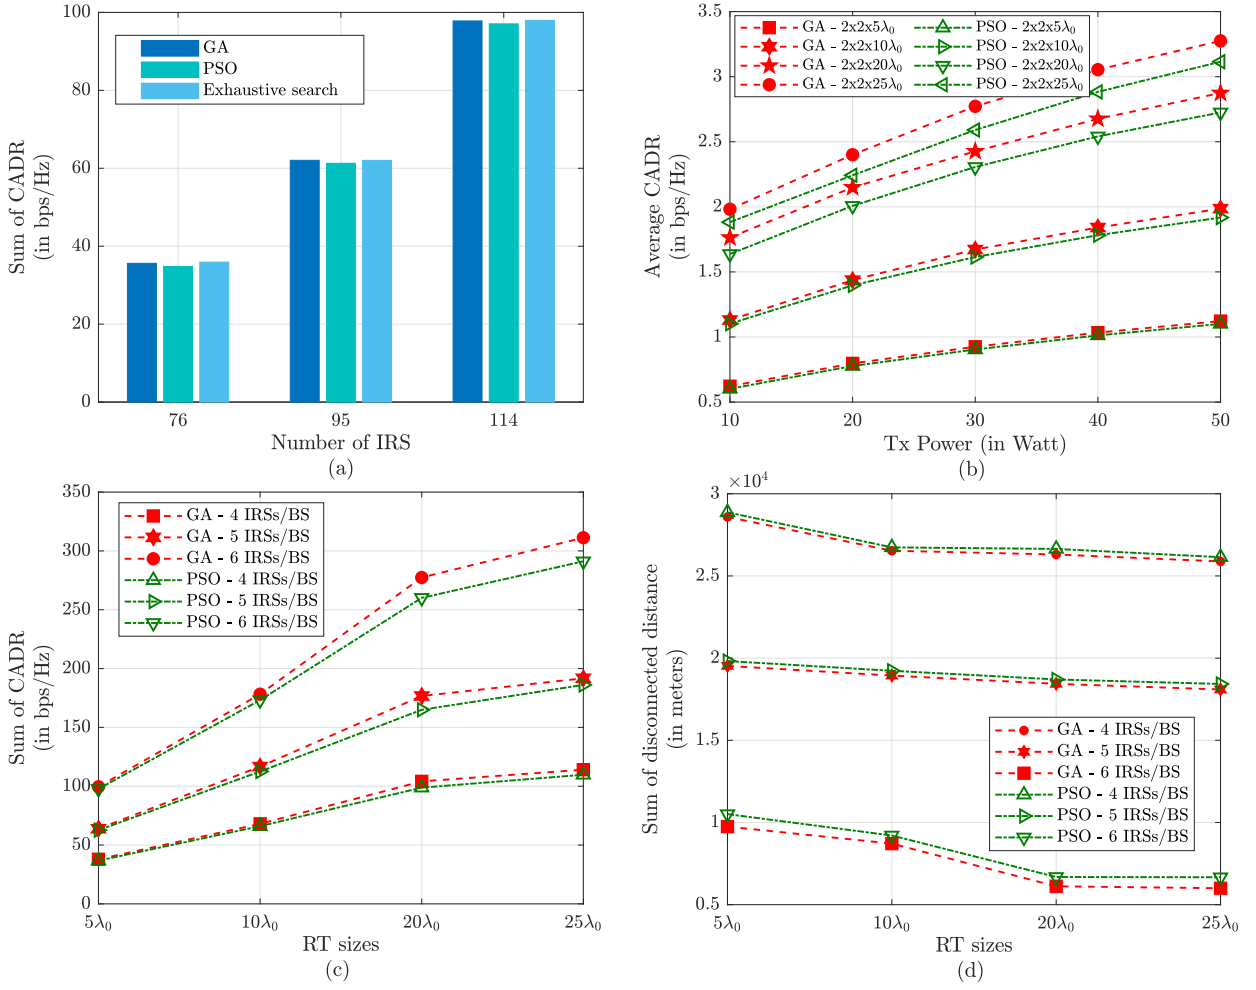 100
80
60
40
20
0
Sum of CADR
(in bps/Hz)
GA
PSO
Exhaustive search
76
95
114
Number of IRS
(a)
3.5
3
2.5
2
1.5
1
0.5
Average CADR
(in bps/Hz)
GA - 2x2x5λ₀
GA - 2x2x10λ₀
GA - 2x2x20λ₀
GA - 2x2x25λ₀
PSO - 2x2x5λ₀
PSO - 2x2x10λ₀
PSO - 2x2x20λ₀
PSO - 2x2x25λ₀
10
20
30
40
50
Tx Power (in Watt)
(b)
350
300
250
200
150
100
50
0
Sum of CADR
(in bps/Hz)
GA - 4 IRSs/BS
GA - 5 IRSs/BS
GA - 6 IRSs/BS
PSO - 4 IRSs/BS
PSO - 5 IRSs/BS
PSO - 6 IRSs/BS
5λ₀
10λ₀
20λ₀
25λ₀
RT sizes
(c)
×10⁴
3
2.5
2
1.5
1
0.5
Sum of disconnected distance
(in meters)
GA - 4 IRSs/BS
GA - 5 IRSs/BS
GA - 6 IRSs/BS
PSO - 4 IRSs/BS
PSO - 5 IRSs/BS
PSO - 6 IRSs/BS
5λ₀
10λ₀
20λ₀
25λ₀
RT sizes
(d)